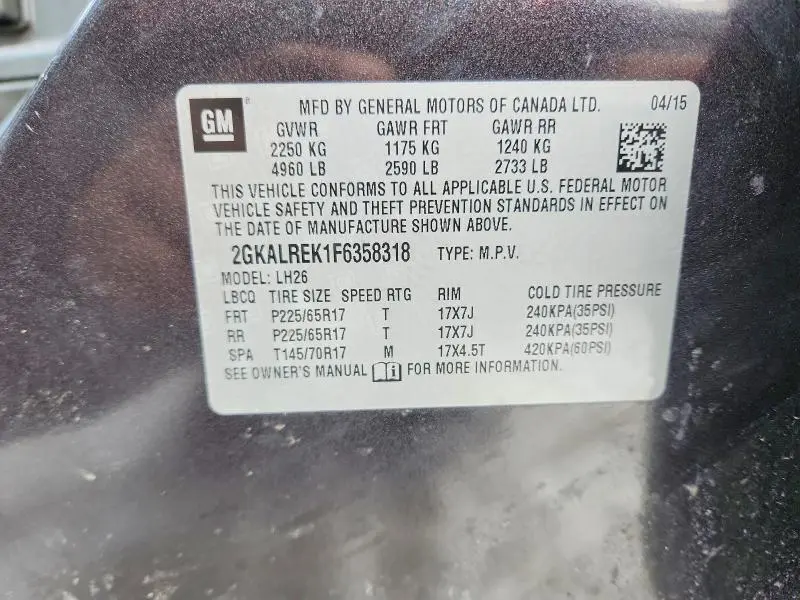 GM ® MFD BY GENERAL MOTORS OF CANADA LTD. 04/15
GVWR GAWR FRT GAWR RR
2250 KG 1175 KG 1240 KG
4960 LB 2590 LB 2733 LB
THIS VEHICLE CONFORMS TO ALL APPLICABLE U.S. FEDERAL MOTOR
VEHICLE SAFETY AND THEFT PREVENTION STANDARDS IN EFFECT ON
THE DATE OF MANUFACTURE SHOWN ABOVE.
2GKALREK1F6358318 TYPE: M.P.V.
MODEL: LH26
LBCQ TIRE SIZE SPEED RTG RIM COLD TIRE PRESSURE
FRT P225/65R17 T 17X7J 240KPA(35PSI)
RR P225/65R17 T 17X7J 240KPA(35PSI)
SPA T145/70R17 M 17X4.5T 420KPA(60PSI)
SEE OWNER'S MANUAL i FOR MORE INFORMATION.